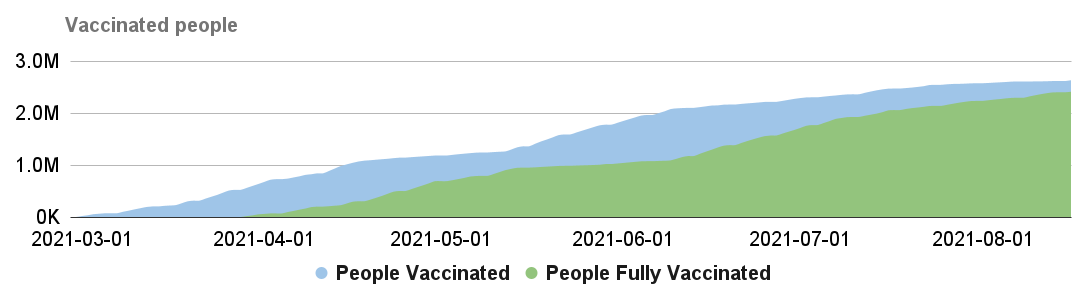 Vaccinated people
3.0M
2.0M
1.0M
0K
2021-03-01 2021-04-01 2021-05-01 2021-06-01 2021-07-01 2021-08-01
People Vaccinated People Fully Vaccinated